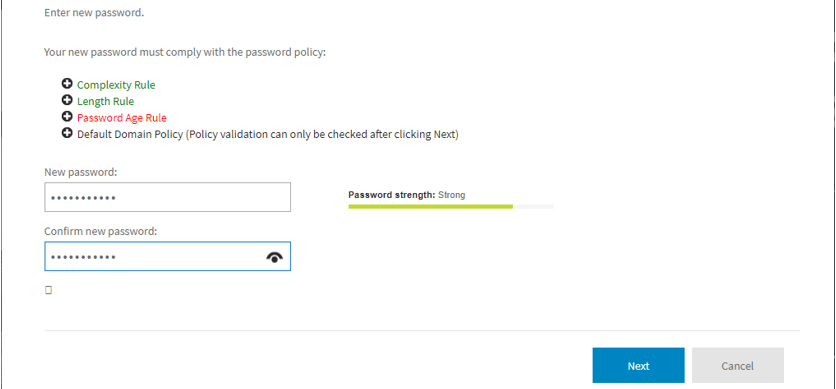 Enter new password.
Your new password must comply with the password policy:
Complexity Rule
Length Rule
Password Age Rule
Default Domain Policy (Policy validation can only be checked after clicking Next)
New password:
•••••••••••
Password strength: Strong
Confirm new password:
•••••••••••
Next
Cancel